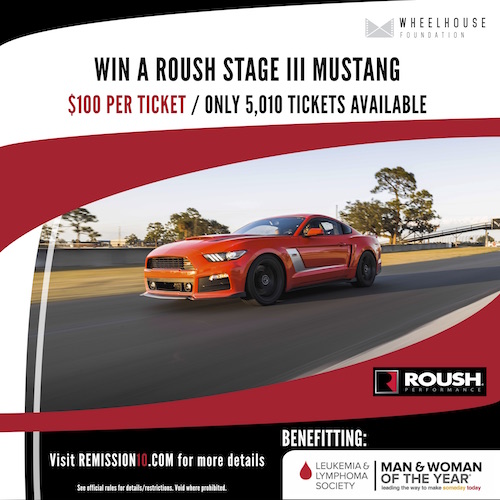 WHEELHOUSE
FOUNDATION
WIN A ROUSH STAGE III MUSTANG
$100 PER TICKET / ONLY 5,010 TICKETS AVAILABLE
R ROUSH
PERFORMANCE
Visit REMISSION10.COM for more details
See official rules for details/restrictions. Void where prohibited.
BENEFITTING:
LEUKEMIA &
LYMPHOMA
SOCIETY
MAN & WOMAN
OF THE YEAR
leading the way to make someday today